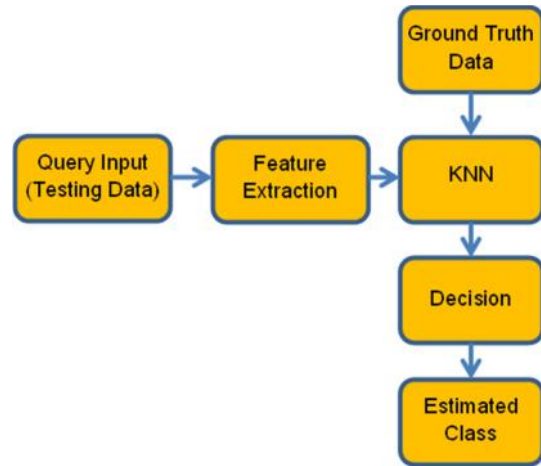 Ground Truth
Data
Query Input
(Testing Data)
Feature
Extraction
KNN
Decision
Estimated
Class